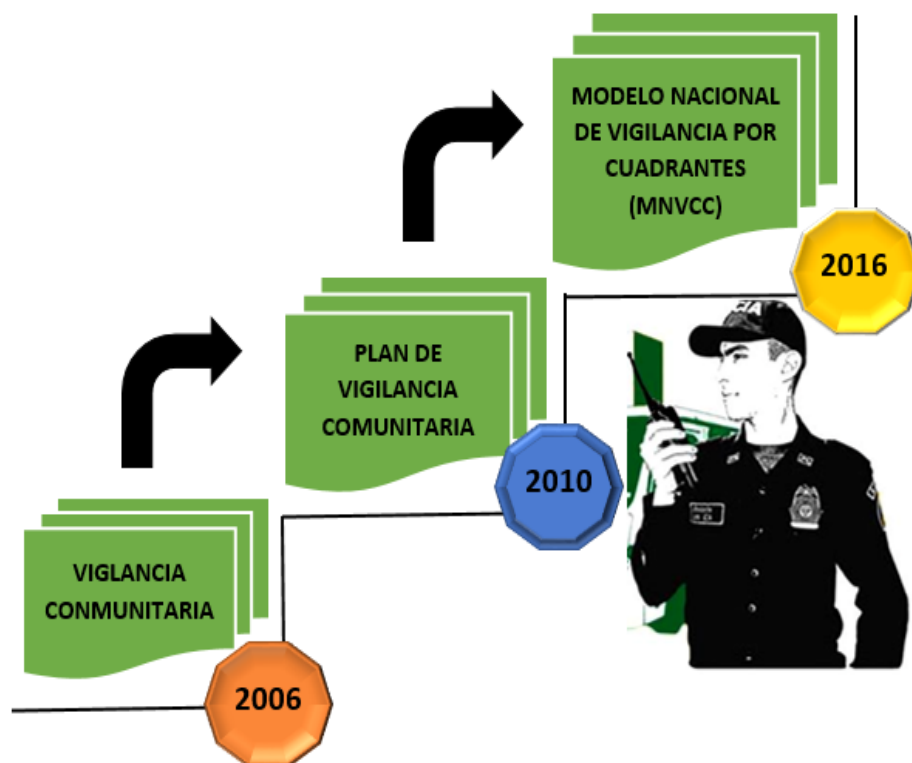 MODELO NACIONAL
DE VIGILANCIA POR
CUADRANTES
(MNVCC)
2016
PLAN DE
VIGILANCIA
COMUNITARIA
2010
VIGLANCIA
CONMUNITARIA
2006